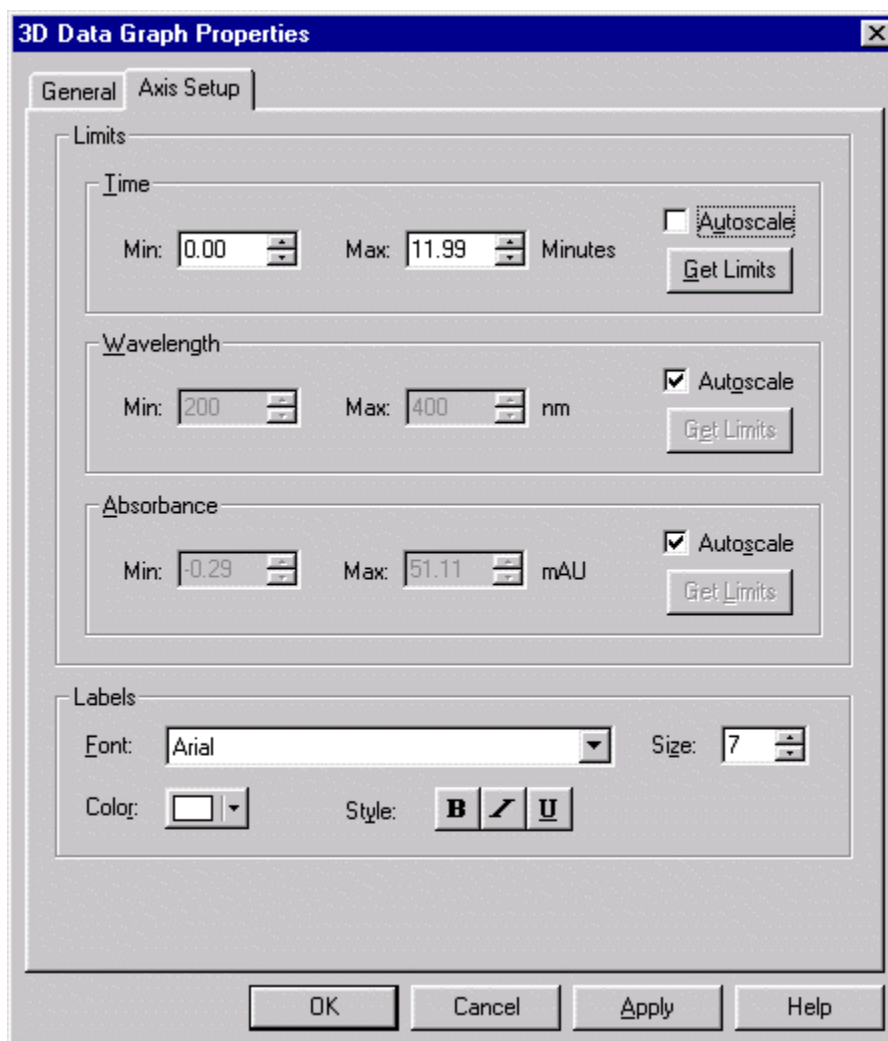 3D Data Graph Properties
General Axis Setup
Limits
Time
Min: 0.00 Max: 11.99 Minutes Autoscale
Get Limits
Wavelength
Min: 200 Max: 400 nm Autoscale
Get Limits
Absorbance
Min: -0.29 Max: 51.11 mAU Autoscale
Get Limits
Labels
Font: Arial Size: 7
Color: Style: B I U
OK Cancel Apply Help